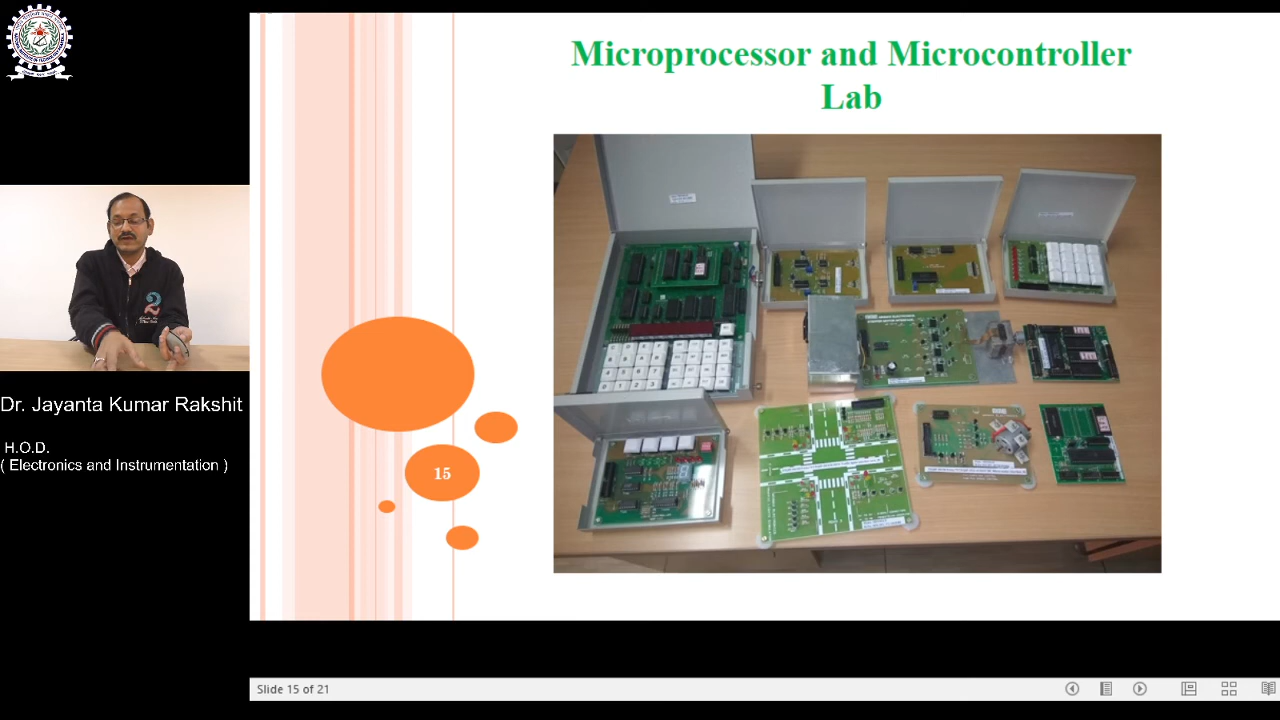 Microprocessor and Microcontroller
Lab
Dr. Jayanta Kumar Rakshit
H.O.D.
( Electronics and Instrumentation )
15
Slide 15 of 21